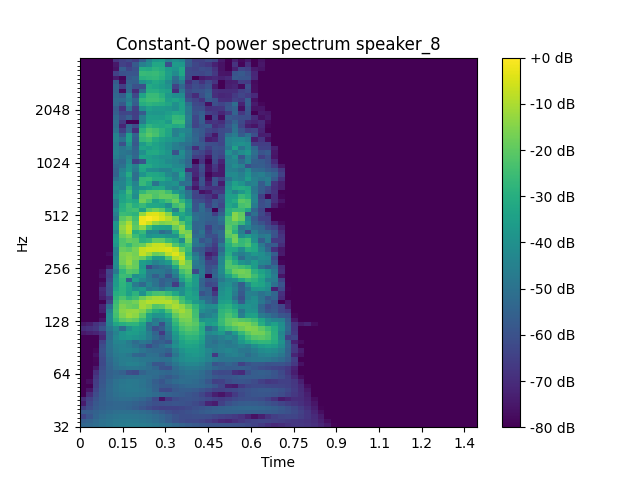 Constant-Q power spectrum speaker_8
Hz
2048
1024
512
256
128
64
32
0 0.15 0.3 0.45 0.6 0.75 0.9 1.1 1.2 1.4
Time
+0 dB
-10 dB
-20 dB
-30 dB
-40 dB
-50 dB
-60 dB
-70 dB
-80 dB